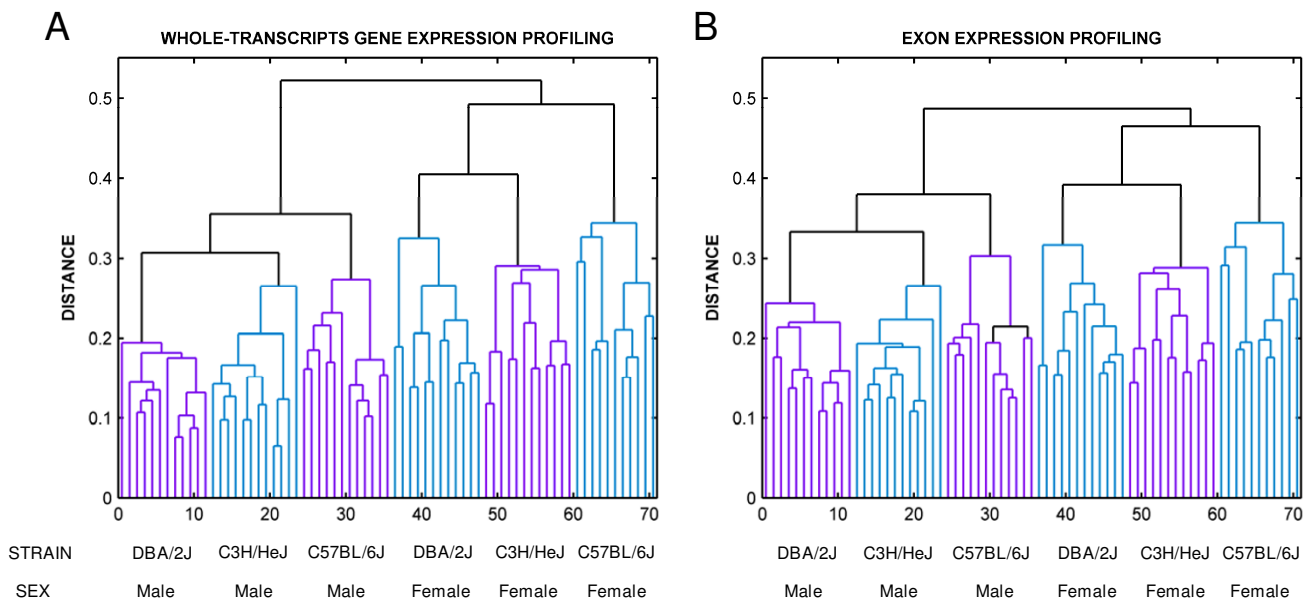 A
WHOLE-TRANSCRIPTS GENE EXPRESSION PROFILING
DISTANCE
0.5
0.4
0.3
0.2
0.1
0
0 10 20 30 40 50 60 70
B
EXON EXPRESSION PROFILING
DISTANCE
0.5
0.4
0.3
0.2
0.1
0
0 10 20 30 40 50 60 70
STRAIN DBA/2J C3H/HeJ C57BL/6J DBA/2J C3H/HeJ C57BL/6J DBA/2J C3H/HeJ C57BL/6J DBA/2J C3H/HeJ C57BL/6J
SEX Male Male Male Female Female Female Male Male Male Female Female Female